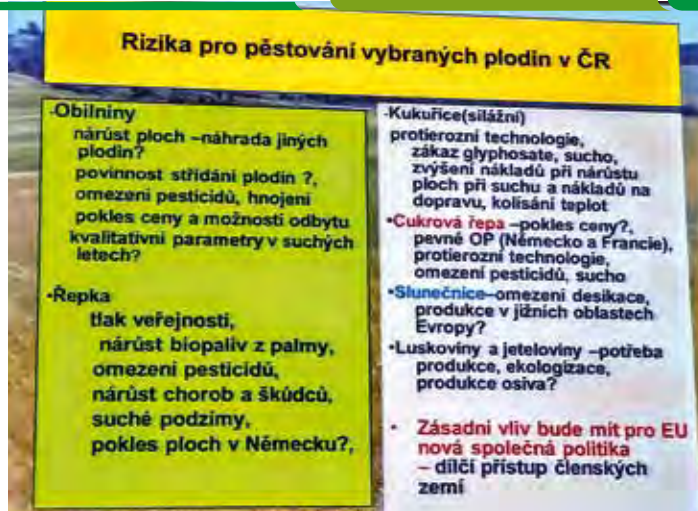 Rizika pro pěstování vybraných plodin v ČR
-Obilniny
nárůst ploch –náhrada jiných
plodin?
povinnost střídání plodin ?,
omezení pesticidů, hnojení
pokles ceny a možnosti odbytu
kvalitativní parametry v suchých
letech?
•Řepka
tlak veřejnosti,
nárůst biopaliv z palmy,
omezení pesticidů,
nárůst chorob a škůdců,
suché podzimy,
pokles ploch v Německu?,
-Kukuřice(silážní)
protierozní technologie,
zákaz glyphosate, sucho,
zvýšení nákladů při nárůstu
ploch při suchu a nákladů na
dopravu, kolísání teplot
•Cukrová řepa –pokles ceny?,
pevné OP (Německo a Francie),
protierozní technologie,
omezení pesticidů, sucho
•Slunečnice–omezení desikace,
produkce v jižních oblastech
Evropy?
•Luskoviny a jeteloviny –potřeba
produkce, ekologizace,
produkce osiva?
• Zásadní vliv bude mít pro EU
nová společná politika
– dílčí přístup členských
zemí